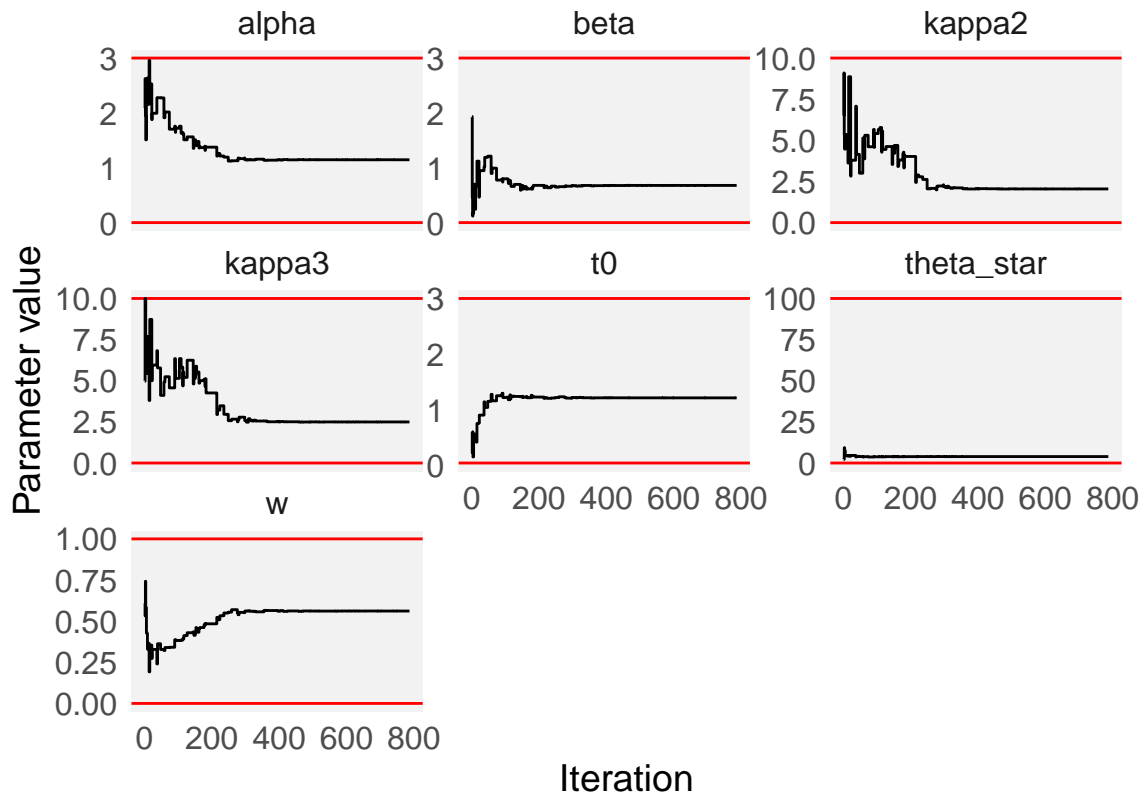 alpha beta kappa2
3 3 10.0
2 2 7.5
5.0
1 1 2.5
0 0 0.0
kappa3 t0 theta_star
10.0 3 100
7.5 2 75
5.0 50
2.5 1 25
0.0 0 0
0 200 400 600 800 0 200 400 600 800
w
1.00
0.75
0.50
0.25
0.00
0 200 400 600 800
Parameter value
Iteration